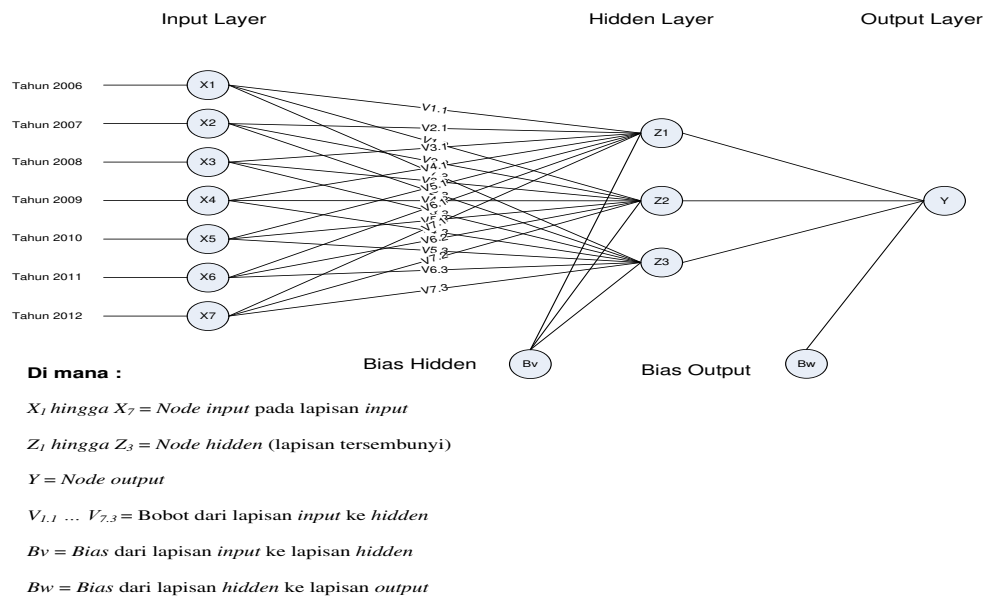 Input Layer Hidden Layer Output Layer
Tahun 2006 X1
V1.1
Tahun 2007 X2
V2.1
Z1
V3.1
Tahun 2008 X3
V4.1
V5.1
Tahun 2009 X4 Z2 Y
V6.1
V7.1
Tahun 2010 X5
V6.2
V5.3
V7.2
Z3
Tahun 2011 X6
V6.3
V7.3
Tahun 2012 X7
Bias Hidden Bv Bias Output Bw
Di mana :
X1 hingga X7 = Node input pada lapisan input
Z1 hingga Z3 = Node hidden (lapisan tersembunyi)
Y = Node output
V1.1 ... V7.3 = Bobot dari lapisan input ke hidden
Bv = Bias dari lapisan input ke lapisan hidden
Bw = Bias dari lapisan hidden ke lapisan output